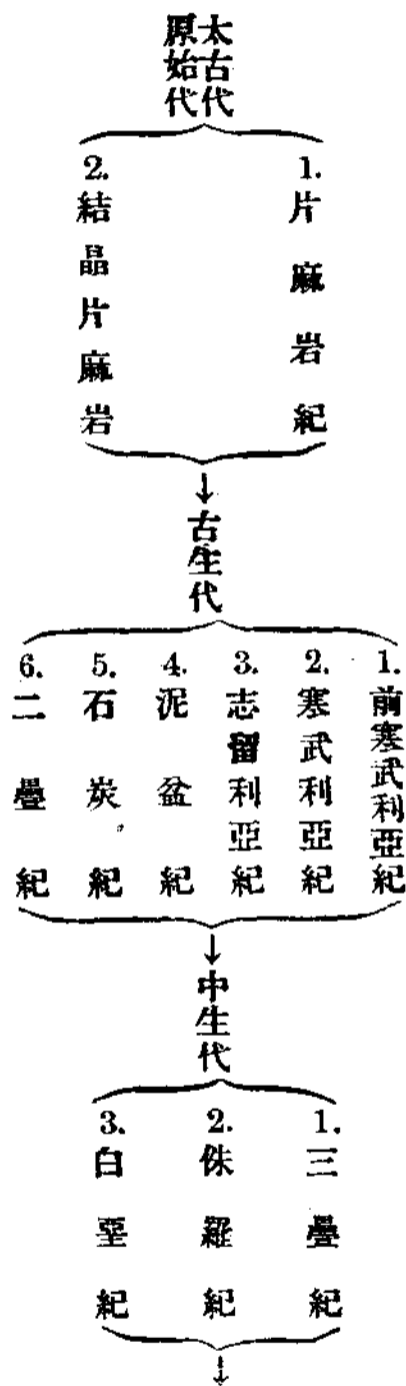 太古代
原始代
1. 片麻岩紀
2. 結晶片麻岩
↓
古生代
1. 前寒武利亞紀
2. 寒武利亞紀
3. 志留利亞紀
4. 泥盆紀
5. 石炭紀
6. 二疊紀
↓
中生代
1. 三疊紀
2. 侏羅紀
3. 白堊紀
↓